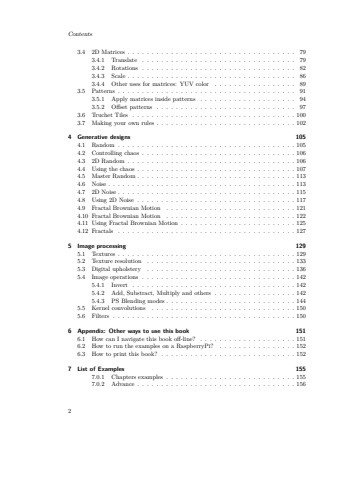 Contents
3.4 2D Matrices . . . . . . . . . . . . . . . . . . . . . . . . . . . . . . 79
3.4.1 Translate . . . . . . . . . . . . . . . . . . . . . . . . . . . . 79
3.4.2 Rotations . . . . . . . . . . . . . . . . . . . . . . . . . . . . 82
3.4.3 Scale . . . . . . . . . . . . . . . . . . . . . . . . . . . . . . 86
3.4.4 Other uses for matrices: YUV color . . . . . . . . . . . . . . 89
3.5 Patterns . . . . . . . . . . . . . . . . . . . . . . . . . . . . . . . . 91
3.5.1 Apply matrices inside patterns . . . . . . . . . . . . . . . . 94
3.5.2 Offset patterns . . . . . . . . . . . . . . . . . . . . . . . . . 97
3.6 Truchet Tiles . . . . . . . . . . . . . . . . . . . . . . . . . . . . . 100
3.7 Making your own rules . . . . . . . . . . . . . . . . . . . . . . . . 102
4 Generative designs 105
4.1 Random . . . . . . . . . . . . . . . . . . . . . . . . . . . . . . . . 105
4.2 Controlling chaos . . . . . . . . . . . . . . . . . . . . . . . . . . . 106
4.3 2D Random . . . . . . . . . . . . . . . . . . . . . . . . . . . . . . 106
4.4 Using the chaos . . . . . . . . . . . . . . . . . . . . . . . . . . . . 107
4.5 Master Random . . . . . . . . . . . . . . . . . . . . . . . . . . . . 113
4.6 Noise . . . . . . . . . . . . . . . . . . . . . . . . . . . . . . . . . . 113
4.7 2D Noise . . . . . . . . . . . . . . . . . . . . . . . . . . . . . . . . 115
4.8 Using 2D Noise . . . . . . . . . . . . . . . . . . . . . . . . . . . . 117
4.9 Fractal Brownian Motion . . . . . . . . . . . . . . . . . . . . . . 121
4.10 Fractal Brownian Motion . . . . . . . . . . . . . . . . . . . . . . 122
4.11 Using Fractal Brownian Motion . . . . . . . . . . . . . . . . . . . 125
4.12 Fractals . . . . . . . . . . . . . . . . . . . . . . . . . . . . . . . . 127
5 Image processing 129
5.1 Textures . . . . . . . . . . . . . . . . . . . . . . . . . . . . . . . . 129
5.2 Texture resolution . . . . . . . . . . . . . . . . . . . . . . . . . . 133
5.3 Digital upholstery . . . . . . . . . . . . . . . . . . . . . . . . . . 136
5.4 Image operations . . . . . . . . . . . . . . . . . . . . . . . . . . . 142
5.4.1 Invert . . . . . . . . . . . . . . . . . . . . . . . . . . . . . . 142
5.4.2 Add, Substract, Multiply and others . . . . . . . . . . . . . 142
5.4.3 PS Blending modes . . . . . . . . . . . . . . . . . . . . . . . 144
5.5 Kernel convolutions . . . . . . . . . . . . . . . . . . . . . . . . . 150
5.6 Filters . . . . . . . . . . . . . . . . . . . . . . . . . . . . . . . . . 150
6 Appendix: Other ways to use this book 151
6.1 How can I navigate this book off-line? . . . . . . . . . . . . . . . 151
6.2 How to run the examples on a RaspberryPi? . . . . . . . . . . . . 152
6.3 How to print this book? . . . . . . . . . . . . . . . . . . . . . . . 152
7 List of Examples 155
7.0.1 Chapters examples . . . . . . . . . . . . . . . . . . . . . . . 155
7.0.2 Advance . . . . . . . . . . . . . . . . . . . . . . . . . . . . 156
2